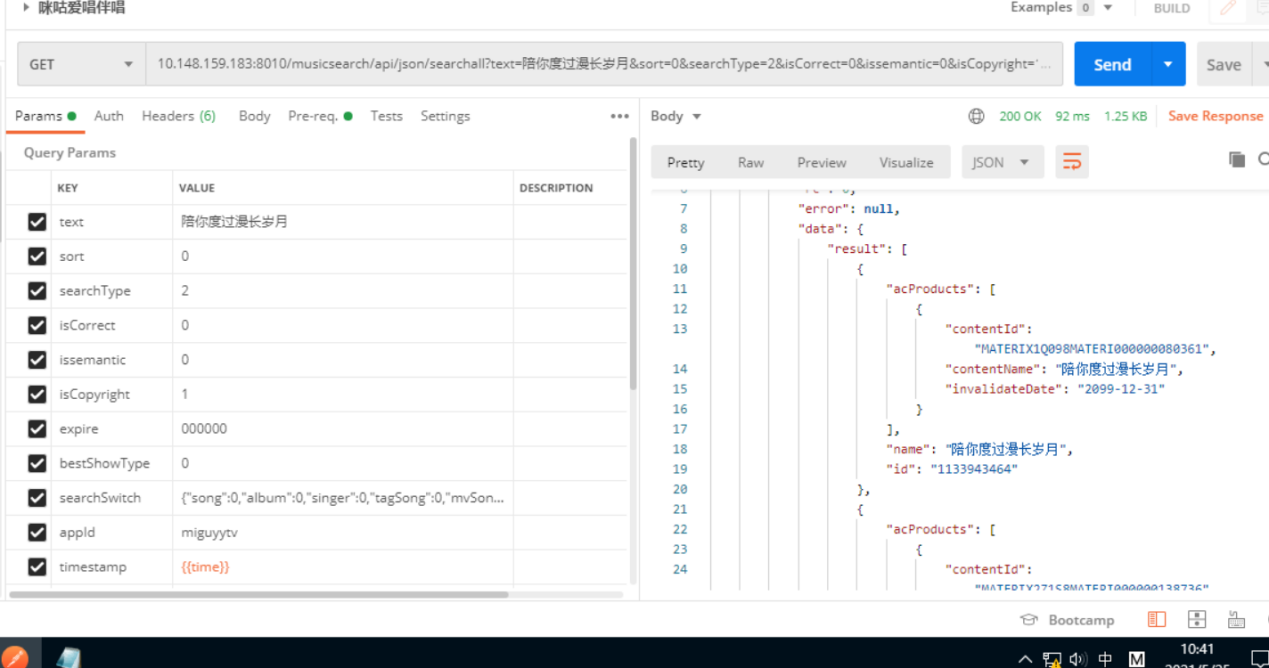 咪咕爱唱伴唱
Examples 0
BUILD
GET
10.148.159.183:8010/musicsearch/api/json/searchall?text=陪你度过漫长岁月&sort=0&searchType=2&isCorrect=0&issemantic=0&isCopyright=...
Send
Save
Params
Auth
Headers (6)
Body
Pre-req.
Tests
Settings
Query Params
KEY VALUE DESCRIPTION
text 陪你度过漫长岁月
sort 0
searchType 2
isCorrect 0
issemantic 0
isCopyright 1
expire 000000
bestShowType 0
searchSwitch {"song":0,"album":0,"singer":0,"tagSong":0,"mvSon...
appId miguyytv
timestamp {{time}}
Body
200 OK 92 ms 1.25 KB Save Response
Pretty Raw Preview Visualize JSON
7 "error": null,
8 "data": {
9 "result": [
10 {
11 "acProducts": [
12 {
13 "contentId":
"MATERIX1Q098MATERI000000080361",
14 "contentName": "陪你度过漫长岁月",
15 "invalidateDate": "2099-12-31"
16 }
17 ],
18 "name": "陪你度过漫长岁月",
19 "id": "1133943464"
20 },
21 {
22 "acProducts": [
23 {
24 "contentId":
Bootcamp
中 M
10:41